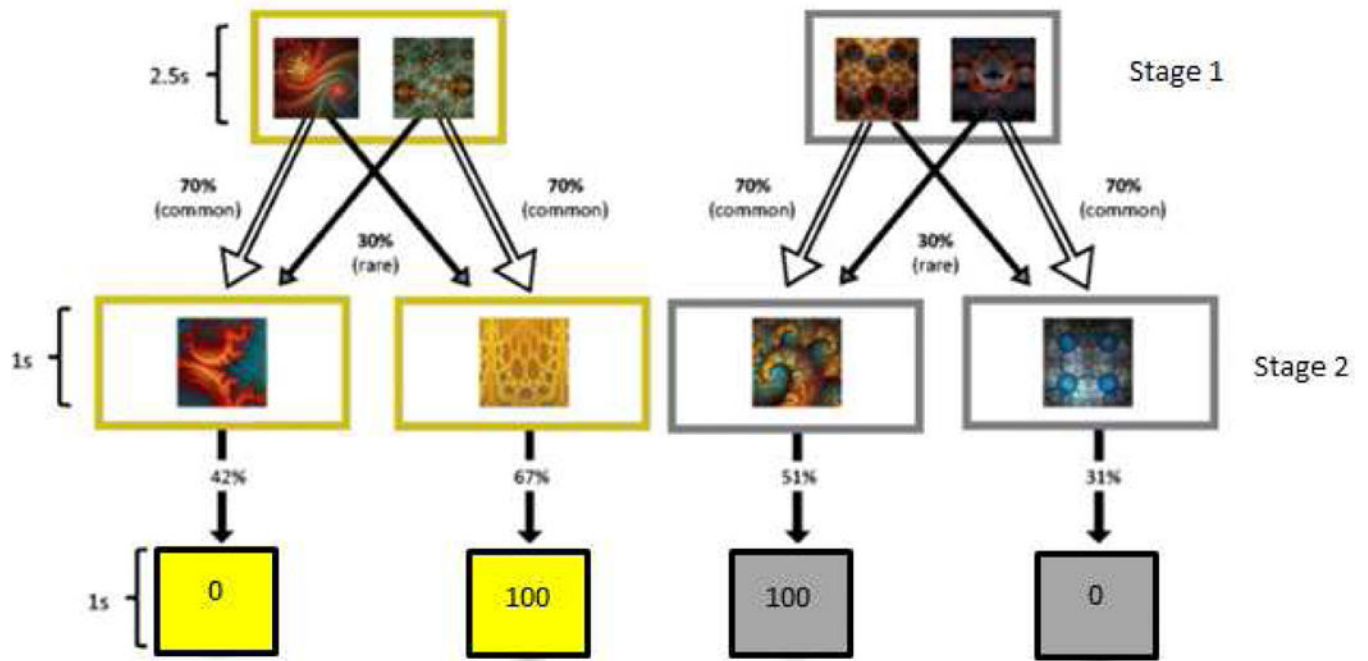 2.5s
Stage 1
70%
(common)
70%
(common)
70%
(common)
70%
(common)
30%
(rare)
30%
(rare)
1s
Stage 2
42%
67%
51%
31%
1s
0
100
100
0